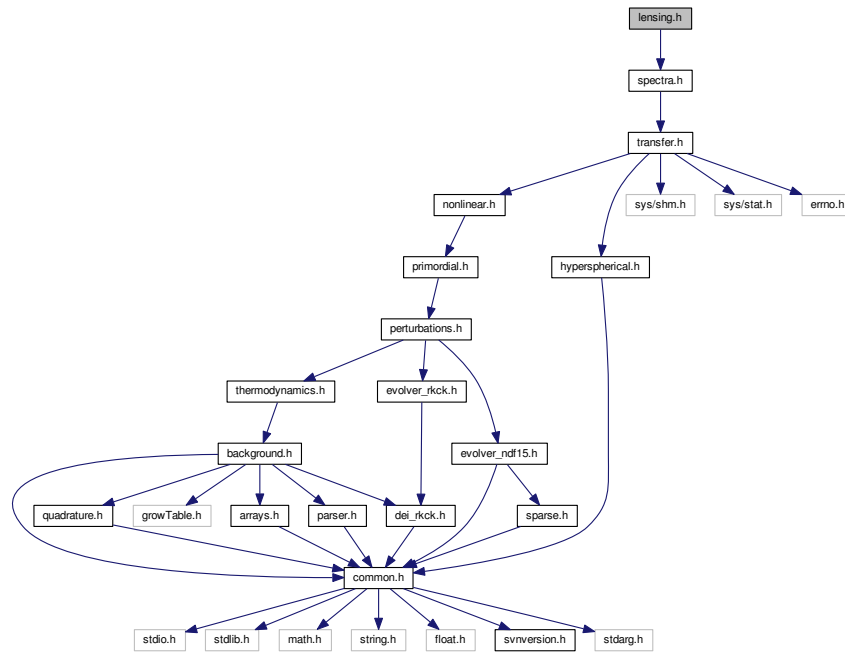 lensing.h
spectra.h
transfer.h
nonlinear.h
sys/shm.h
sys/stat.h
errno.h
primordial.h
hyperspherical.h
perturbations.h
thermodynamics.h
evolver_rkck.h
background.h
evolver_ndf15.h
quadrature.h
growTable.h
arrays.h
parser.h
dei_rkck.h
sparse.h
common.h
stdio.h
stdlib.h
math.h
string.h
float.h
svnversion.h
stdarg.h